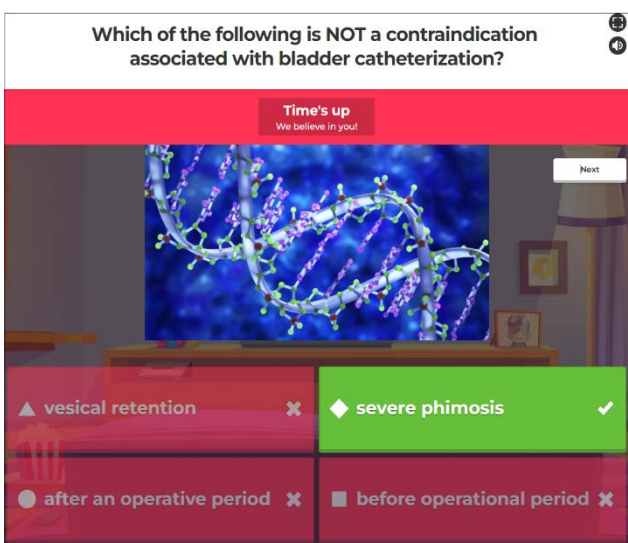 Which of the following is NOT a contraindication
associated with bladder catheterization?
Time's up
We believe in you!
Next
vesical retention
severe phimosis
after an operative period
before operational period